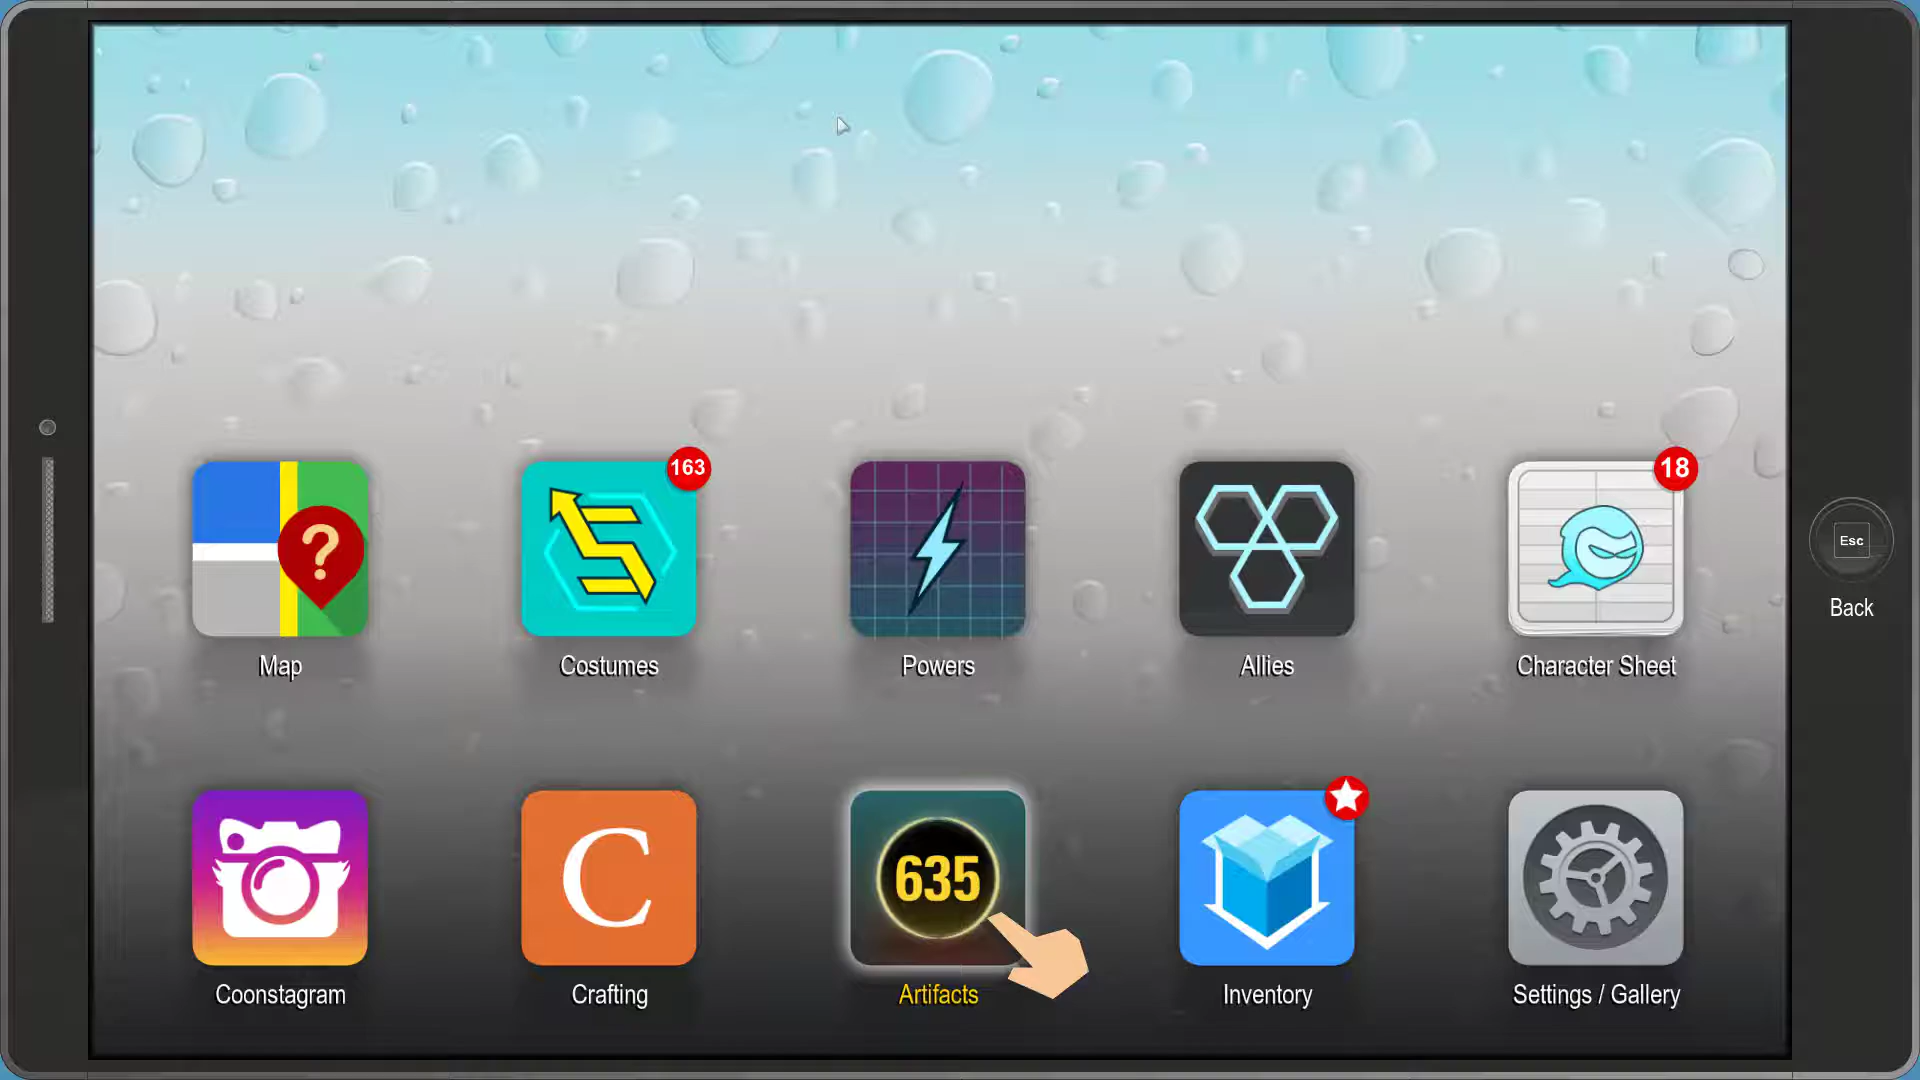 163
18
?
Esc
Back
Map
Costumes
Powers
Allies
Character Sheet
C
635
Coonstagram
Crafting
Artifacts
Inventory
Settings / Gallery